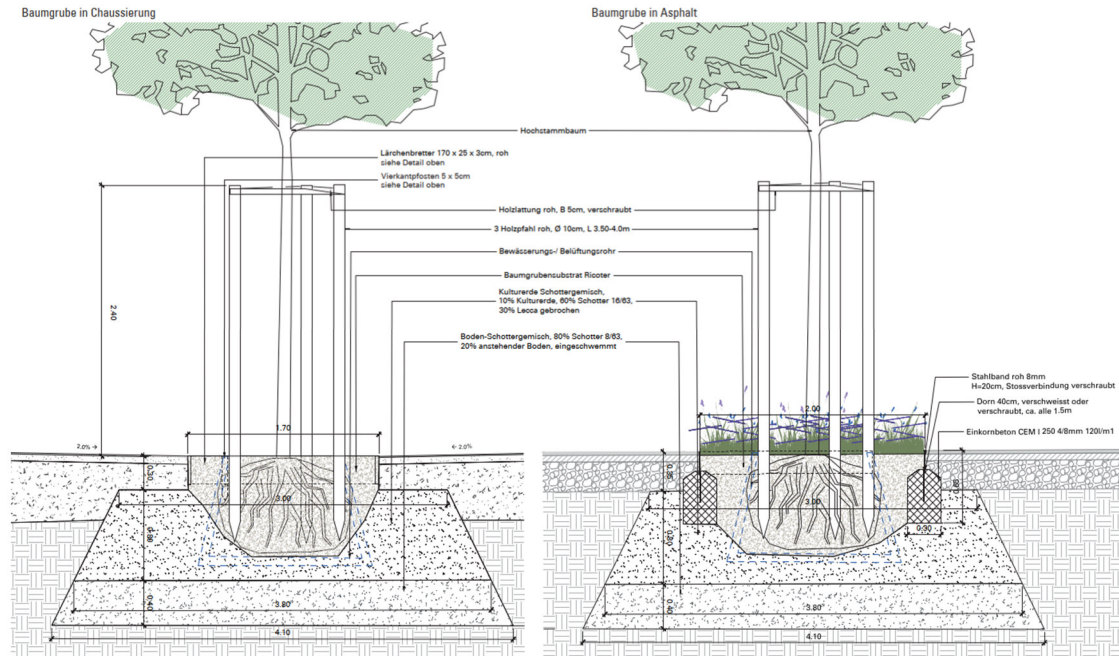 Baumgrube in Chaussierung
Baumgrube in Asphalt
Hochstammbaum
Lärchenbretter 170 x 25 x 3cm, roh
siehe Detail oben
Vierkantpfosten 5 x 5cm
siehe Detail oben
Holzlattung roh, B 5cm, verschraubt
3 Holzpfahl roh, Ø 10cm, L 3.50-4.0m
Bewässerungs-/ Belüftungsrohr
Baumgrubensubstrat Ricoter
Kulturerde Schottergemisch,
10% Kulturerde, 60% Schotter 16/63,
30% Lecca gebrochen
Boden-Schottergemisch, 80% Schotter 8/63,
20% anstehender Boden, eingeschwemmt
Stahlband roh 8mm
H=20cm, Stossverbindung verschraubt
Dorn 40cm, verschweisst oder
verschraubt, ca. alle 1.5m
Einkornbeton CEM I 250 4/8mm 120l/m1
2.40
1.70
2.0%
2.0%
0.30
3.00
0.80
0.40
3.80
4.10
2.00
3.00
0.30
0.80
0.40
3.80
4.10